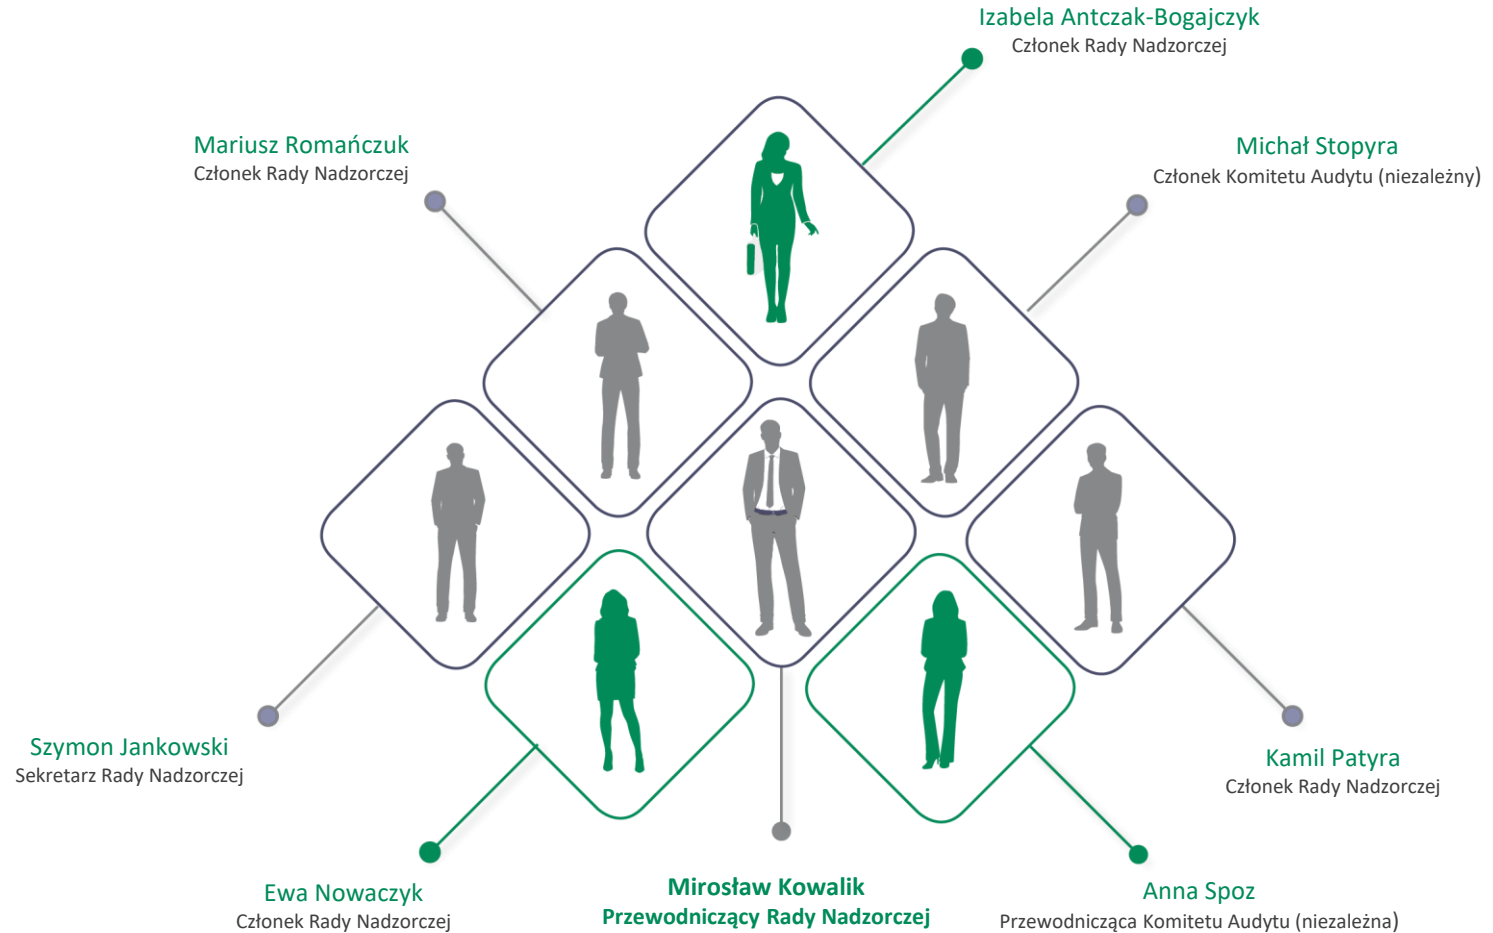 Izabela Antczak-Bogajczyk
Członek Rady Nadzorczej
Mariusz Romańczuk
Członek Rady Nadzorczej
Michał Stopyra
Członek Komitetu Audytu (niezależny)
Szymon Jankowski
Sekretarz Rady Nadzorczej
Kamil Patyra
Członek Rady Nadzorczej
Ewa Nowaczyk
Członek Rady Nadzorczej
Mirosław Kowalik
Przewodniczący Rady Nadzorczej
Anna Spoz
Przewodnicząca Komitetu Audytu (niezależna)